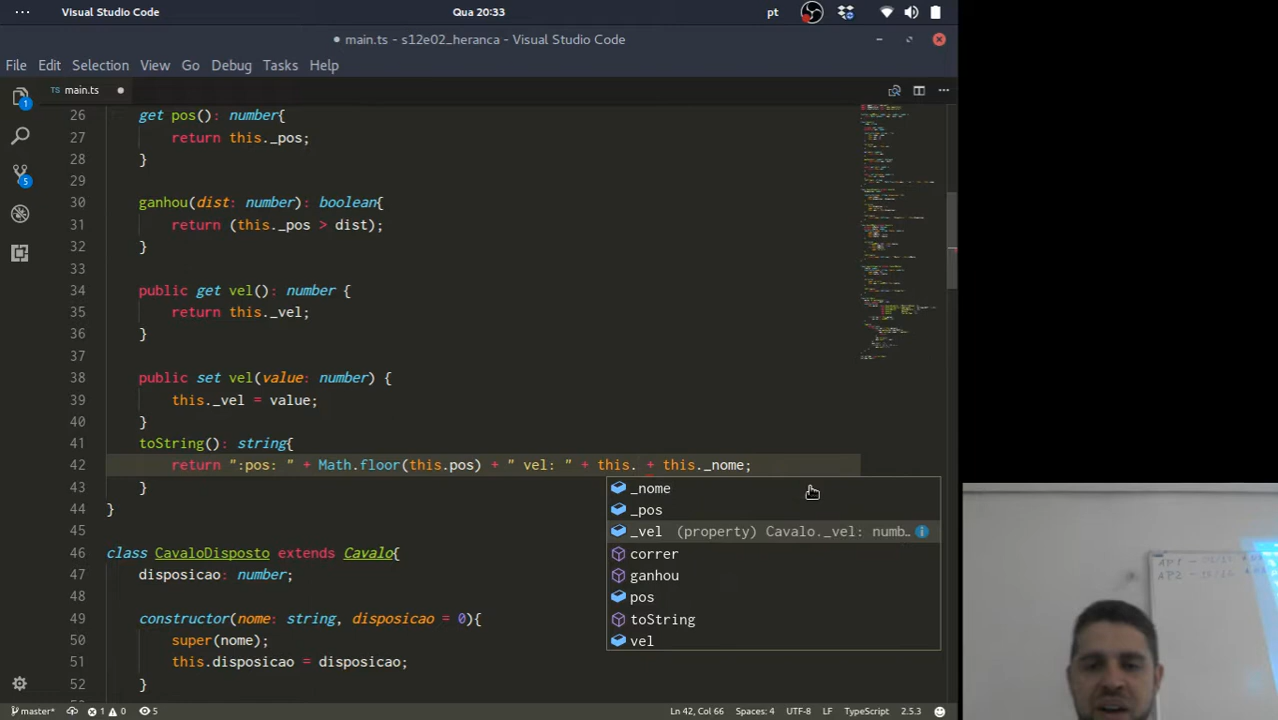 Visual Studio Code
Qua 20:33
pt
● main.ts - s12e02_heranca - Visual Studio Code
File Edit Selection View Go Debug Tasks Help
TS main.ts ●
26 get pos(): number{
27 return this._pos;
28 }
29
30 ganhou(dist: number): boolean{
31 return (this._pos > dist);
32 }
33
34 public get vel(): number {
35 return this._vel;
36 }
37
38 public set vel(value: number) {
39 this._vel = value;
40 }
41 toString(): string{
42 return ":pos: " + Math.floor(this.pos) + " vel: " + this. + this._nome;
43 }
44 }
45
46 class CavaloDisposto extends Cavalo{
47 disposicao: number;
48
49 constructor(nome: string, disposicao = 0){
50 super(nome);
51 this.disposicao = disposicao;
52 }
_nome
_pos
_vel (property) Cavalo._vel: numb…
correr
ganhou
pos
toString
vel
1
5
master* 1 0 5 Ln 42, Col 66 Spaces: 4 UTF-8 LF TypeScript 2.5.3